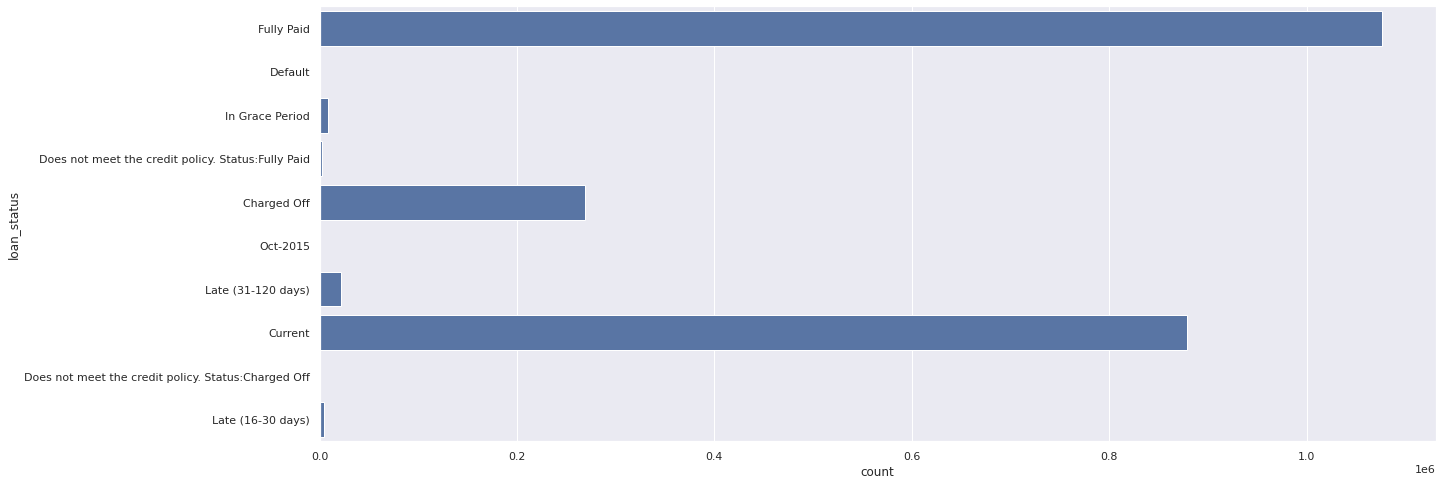 Fully Paid
Default
In Grace Period
Does not meet the credit policy. Status:Fully Paid
Charged Off
Oct-2015
Late (31-120 days)
Current
Does not meet the credit policy. Status:Charged Off
Late (16-30 days)
loan_status
0.0 0.2 0.4 0.6 0.8 1.0
count
1e6